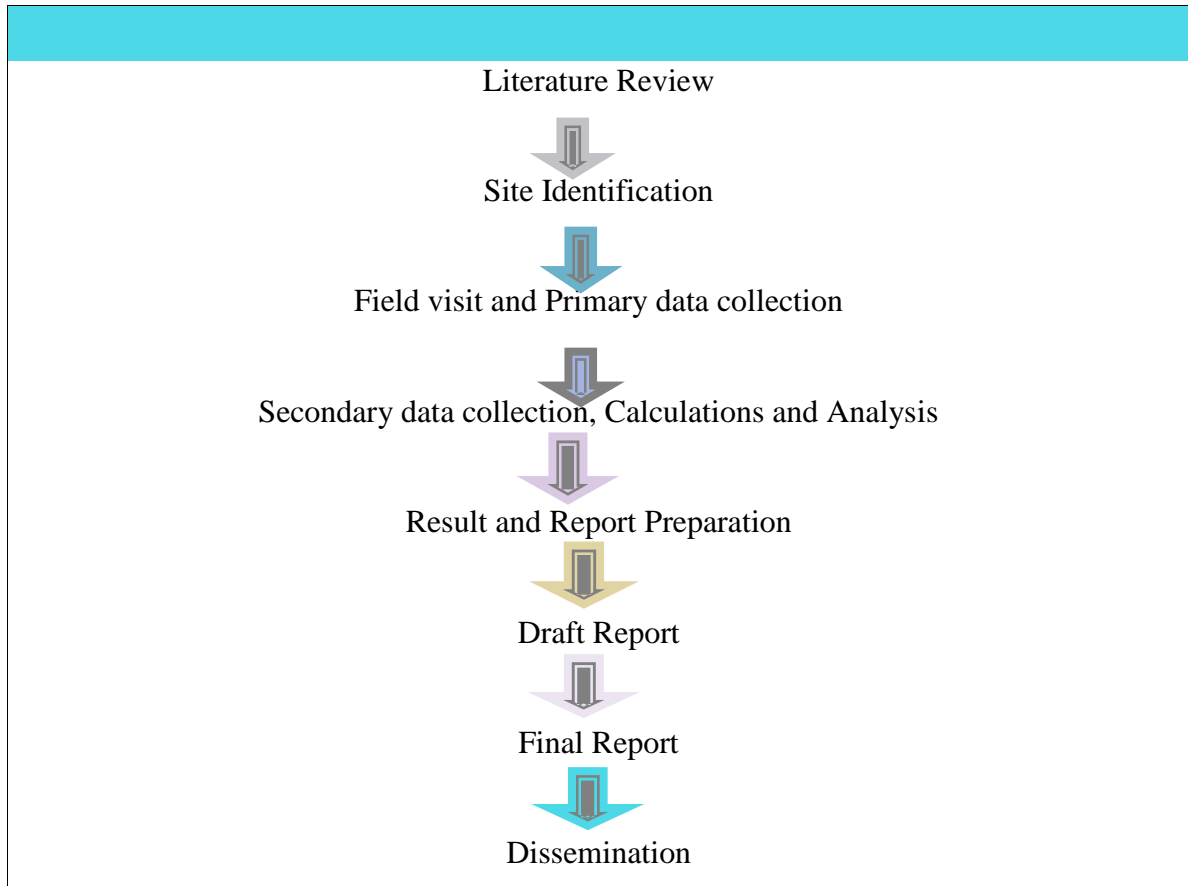 Literature Review
Site Identification
Field visit and Primary data collection
Secondary data collection, Calculations and Analysis
Result and Report Preparation
Draft Report
Final Report
Dissemination